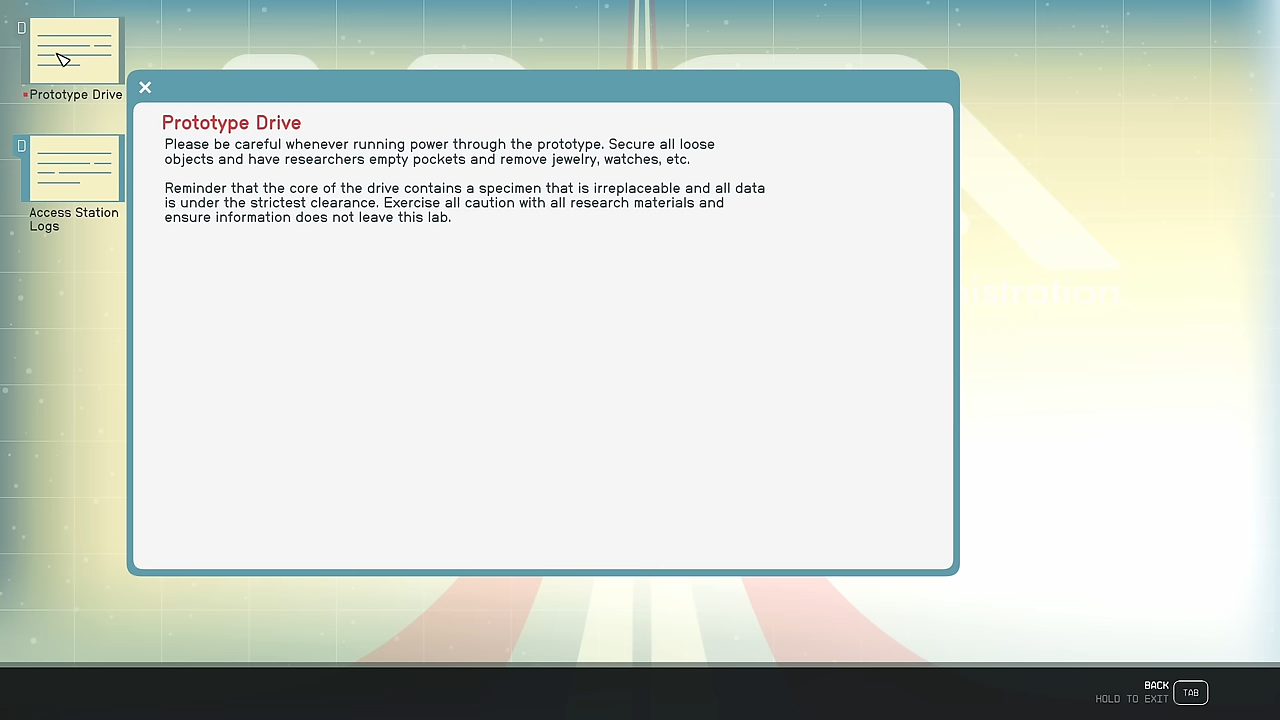 Prototype Drive
Access Station
Logs
Prototype Drive
Please be careful whenever running power through the prototype. Secure all loose
objects and have researchers empty pockets and remove jewelry, watches, etc.
Reminder that the core of the drive contains a specimen that is irreplaceable and all data
is under the strictest clearance. Exercise all caution with all research materials and
ensure information does not leave this lab.
BACK
HOLD TO EXIT
TAB